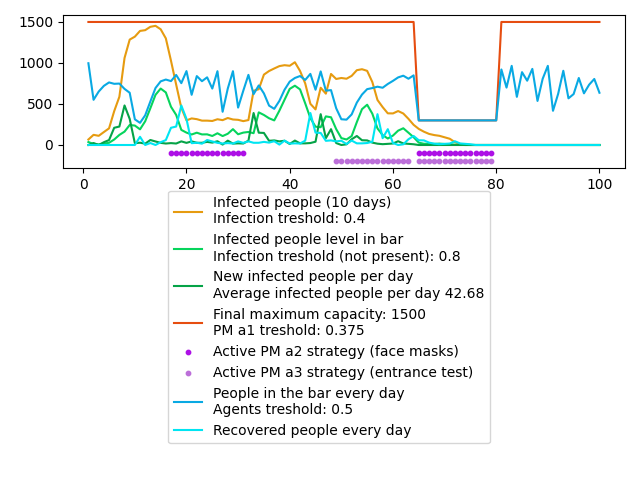 1500
1000
500
0
0
20
40
60
80
100
Infected people (10 days)
Infection treshold: 0.4
Infected people level in bar
Infection treshold (not present): 0.8
New infected people per day
Average infected people per day 42.68
Final maximum capacity: 1500
PM a1 treshold: 0.375
Active PM a2 strategy (face masks)
Active PM a3 strategy (entrance test)
People in the bar every day
Agents treshold: 0.5
Recovered people every day